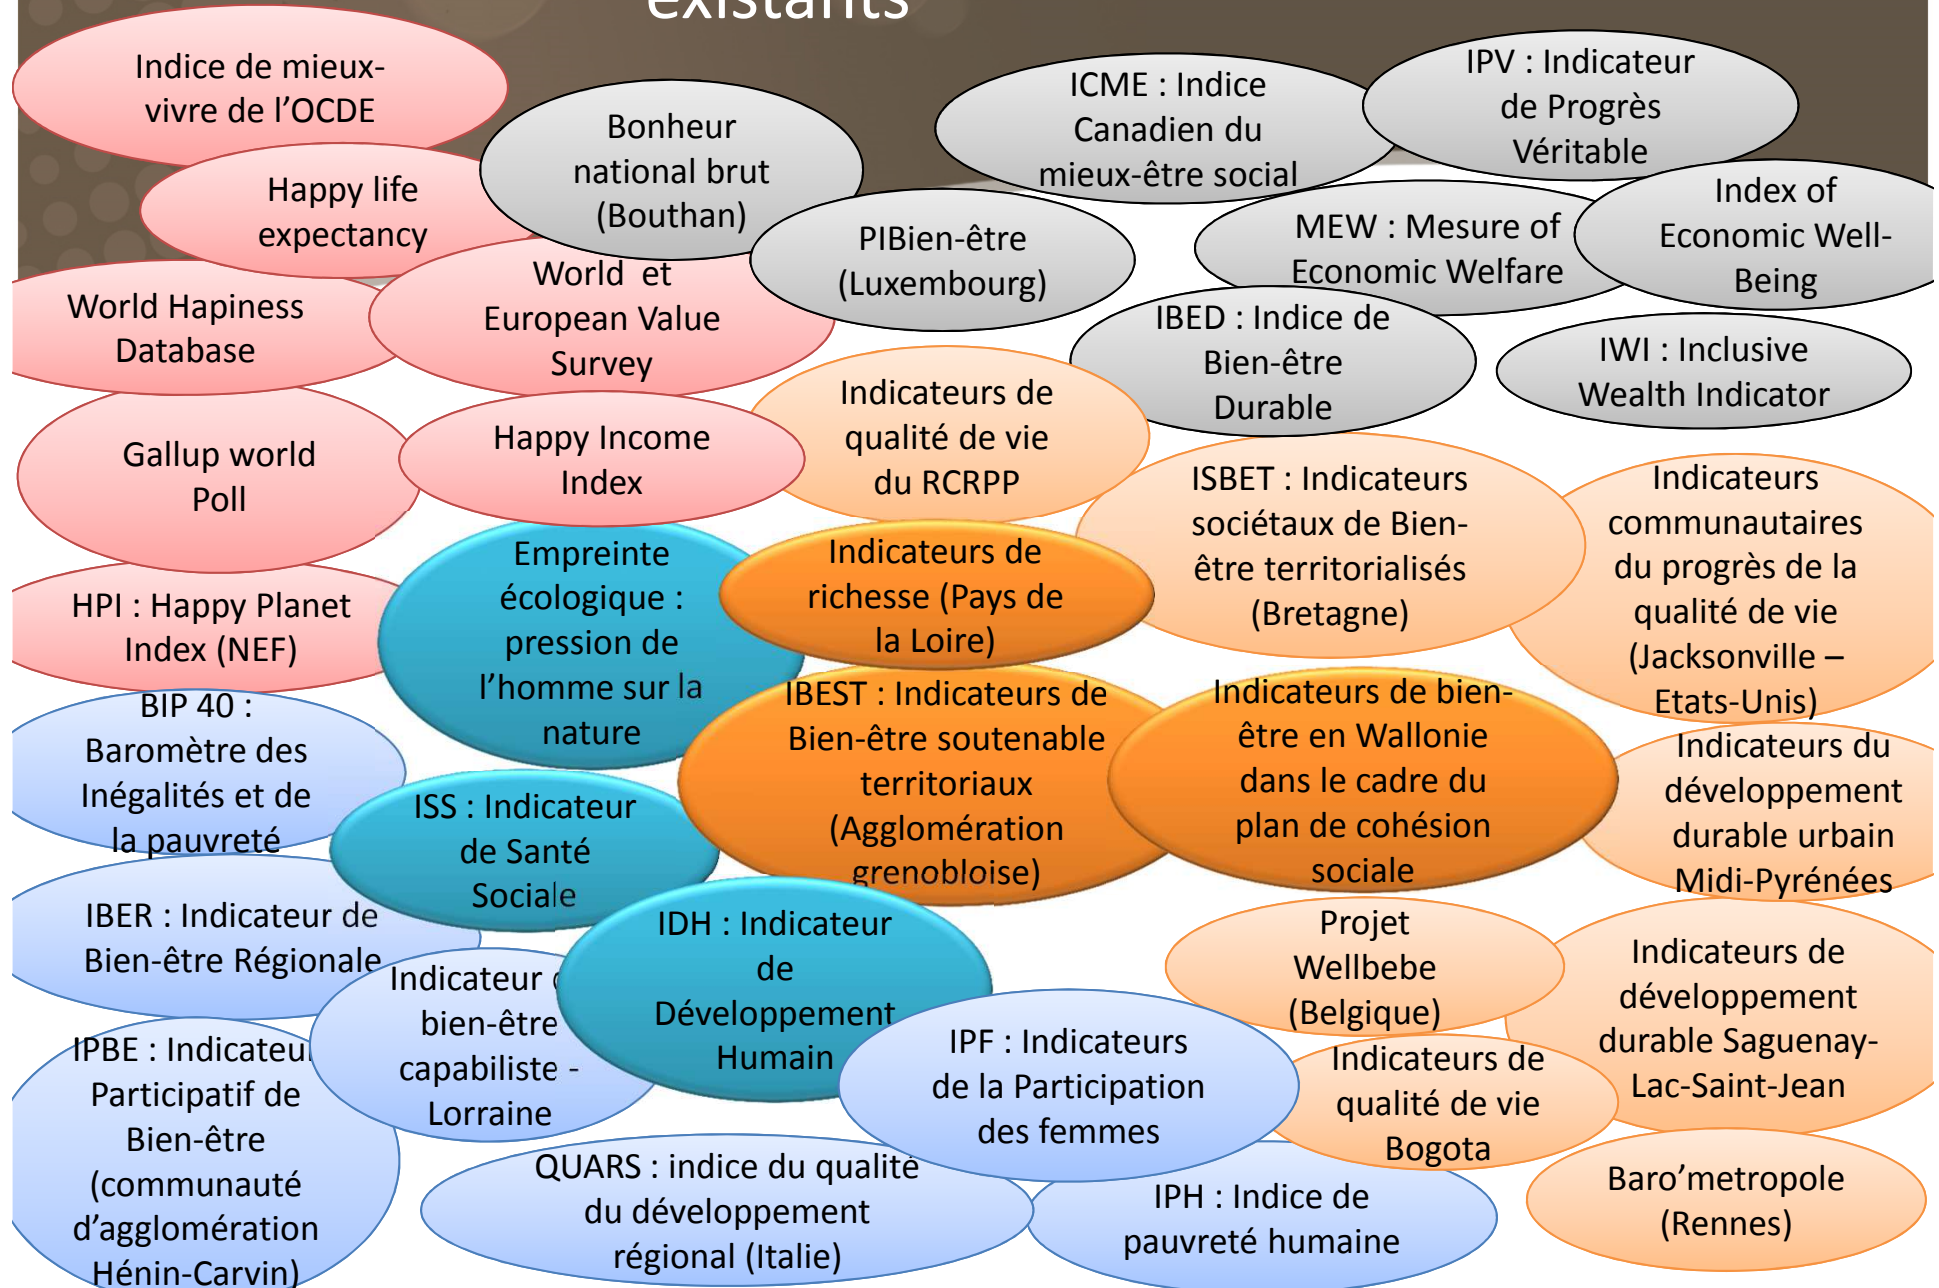 existants
Indice de mieux-
vivre de l'OCDE
Happy life
expectancy
Bonheur
national brut
(Bouthan)
ICME : Indice
Canadien du
mieux-être social
IPV : Indicateur
de Progrès
Véritable
PIBien-être
(Luxembourg)
MEW : Mesure of
Economic Welfare
Index of
Economic Well-
Being
World Hapiness
Database
World et
European Value
Survey
IBED : Indice de
Bien-être
Durable
IWI : Inclusive
Wealth Indicator
Gallup world
Poll
Happy Income
Index
Indicateurs de
qualité de vie
du RCRPP
ISBET : Indicateurs
sociétaux de Bien-
être territorialisés
(Bretagne)
Indicateurs
communautaires
du progrès de la
qualité de vie
(Jacksonville –
Etats-Unis)
HPI : Happy Planet
Index (NEF)
Empreinte
écologique :
pression de
l'homme sur la
nature
Indicateurs de
richesse (Pays de
la Loire)
BIP 40 :
Baromètre des
Inégalités et de
la pauvreté
ISS : Indicateur
de Santé
Sociale
IBEST : Indicateurs de
Bien-être soutenable
territoriaux
(Agglomération
grenobloise)
Indicateurs de bien-
être en Wallonie
dans le cadre du
plan de cohésion
sociale
Indicateurs du
développement
durable urbain
Midi-Pyrénées
IBER : Indicateur de
Bien-être Régionale
Indicateur
bien-être
capabiliste -
Lorraine
IDH : Indicateur
de
Développement
Humain
Projet
Wellbebe
(Belgique)
Indicateurs de
développement
durable Saguenay-
Lac-Saint-Jean
IPBE : Indicateur
Participatif de
Bien-être
(communauté
d'agglomération
Hénin-Carvin)
IPF : Indicateurs
de la Participation
des femmes
Indicateurs de
qualité de vie
Bogota
QUARS : indice du qualité
du développement
régional (Italie)
IPH : Indice de
pauvreté humaine
Baro'metropole
(Rennes)